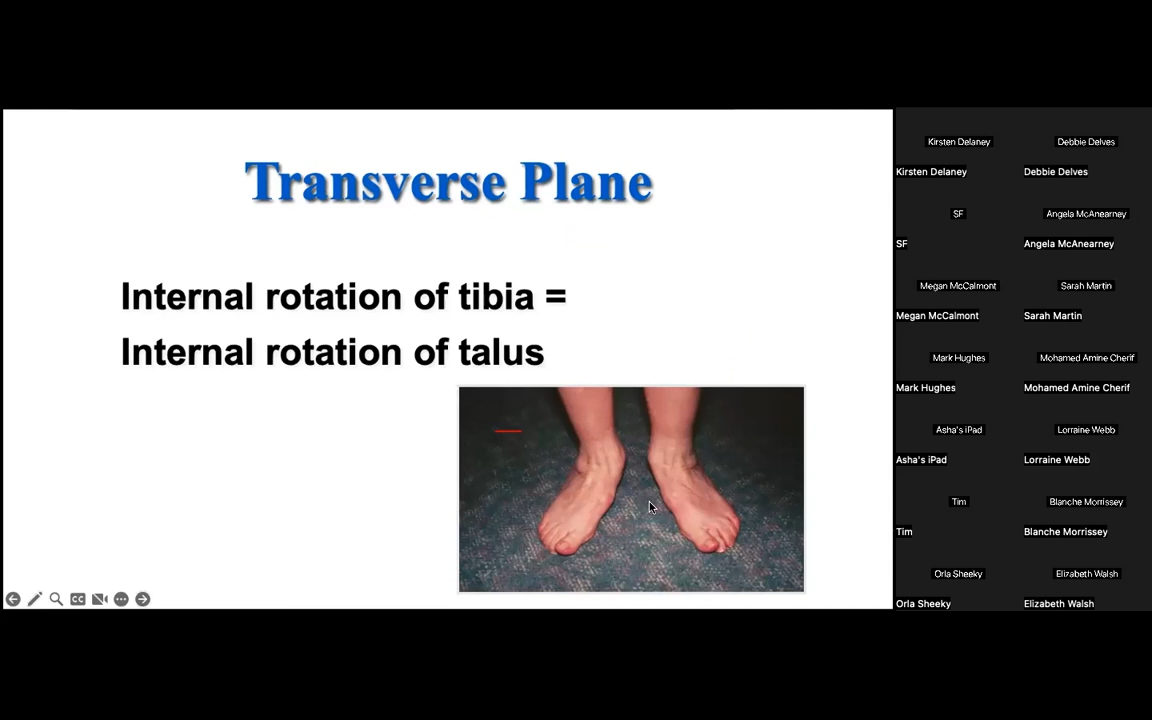 Transverse Plane
Internal rotation of tibia =
Internal rotation of talus
CC
Kirsten Delaney
Debbie Delves
Kirsten Delaney
Debbie Delves
SF
Angela McAnearney
SF
Angela McAnearney
Megan McCalmont
Sarah Martin
Megan McCalmont
Sarah Martin
Mark Hughes
Mohamed Amine Cherif
Mark Hughes
Mohamed Amine Cherif
Asha's iPad
Lorraine Webb
Asha's iPad
Lorraine Webb
Tim
Blanche Morrissey
Tim
Blanche Morrissey
Orla Sheeky
Elizabeth Walsh
Orla Sheeky
Elizabeth Walsh